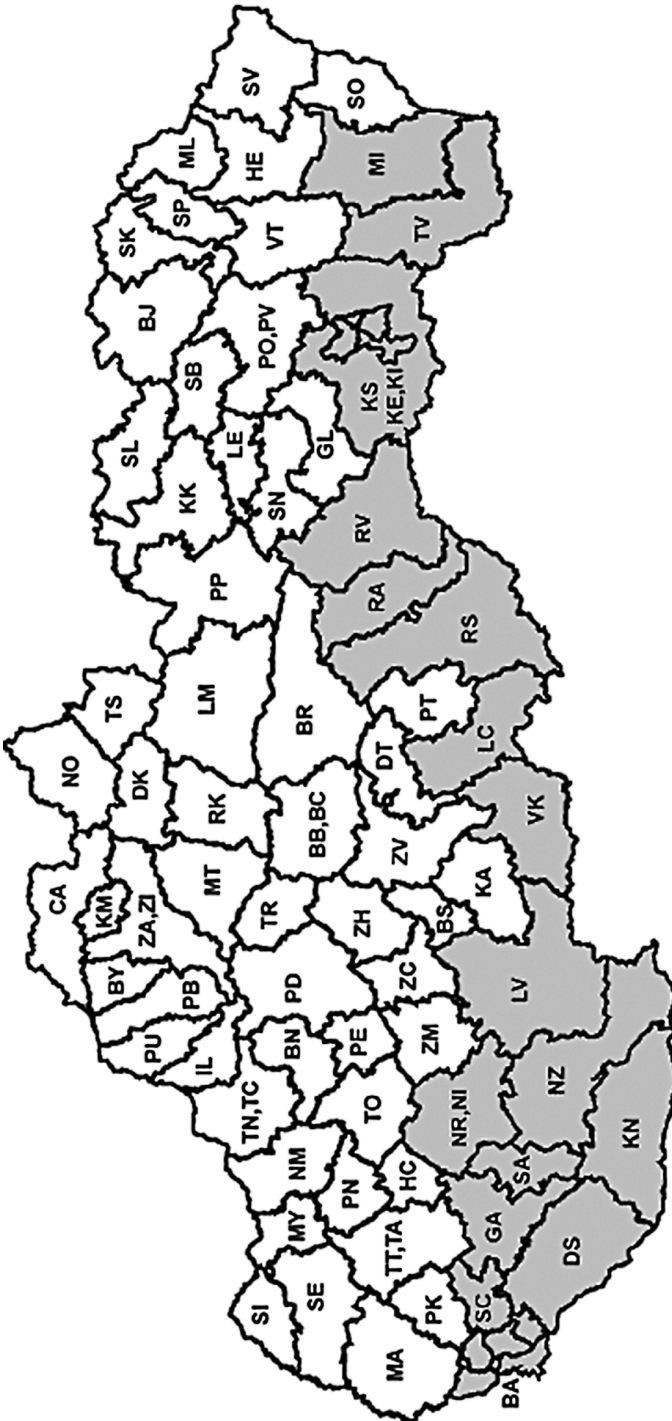 CA
NO
KM
TS
BY
ZA,ZI
DK
SL
BJ
SK
ML
SV
PU
PB
SP
IL
MT
RK
LM
PP
KK
SB
HE
SO
TN,TC
LE
PO,PV
VT
SI
MY
NM
BN
PD
TR
SN
SE
PN
PE
ZH
BB,BC
BR
GL
MI
TO
DT
RV
KS
KE,KI
TV
MA
TT,TA
HC
ZM
ZC
ZV
PT
RA
PK
BS
KA
LC
RS
SC
GA
NR,NI
LV
VK
BA
SA
NZ
DS
KN